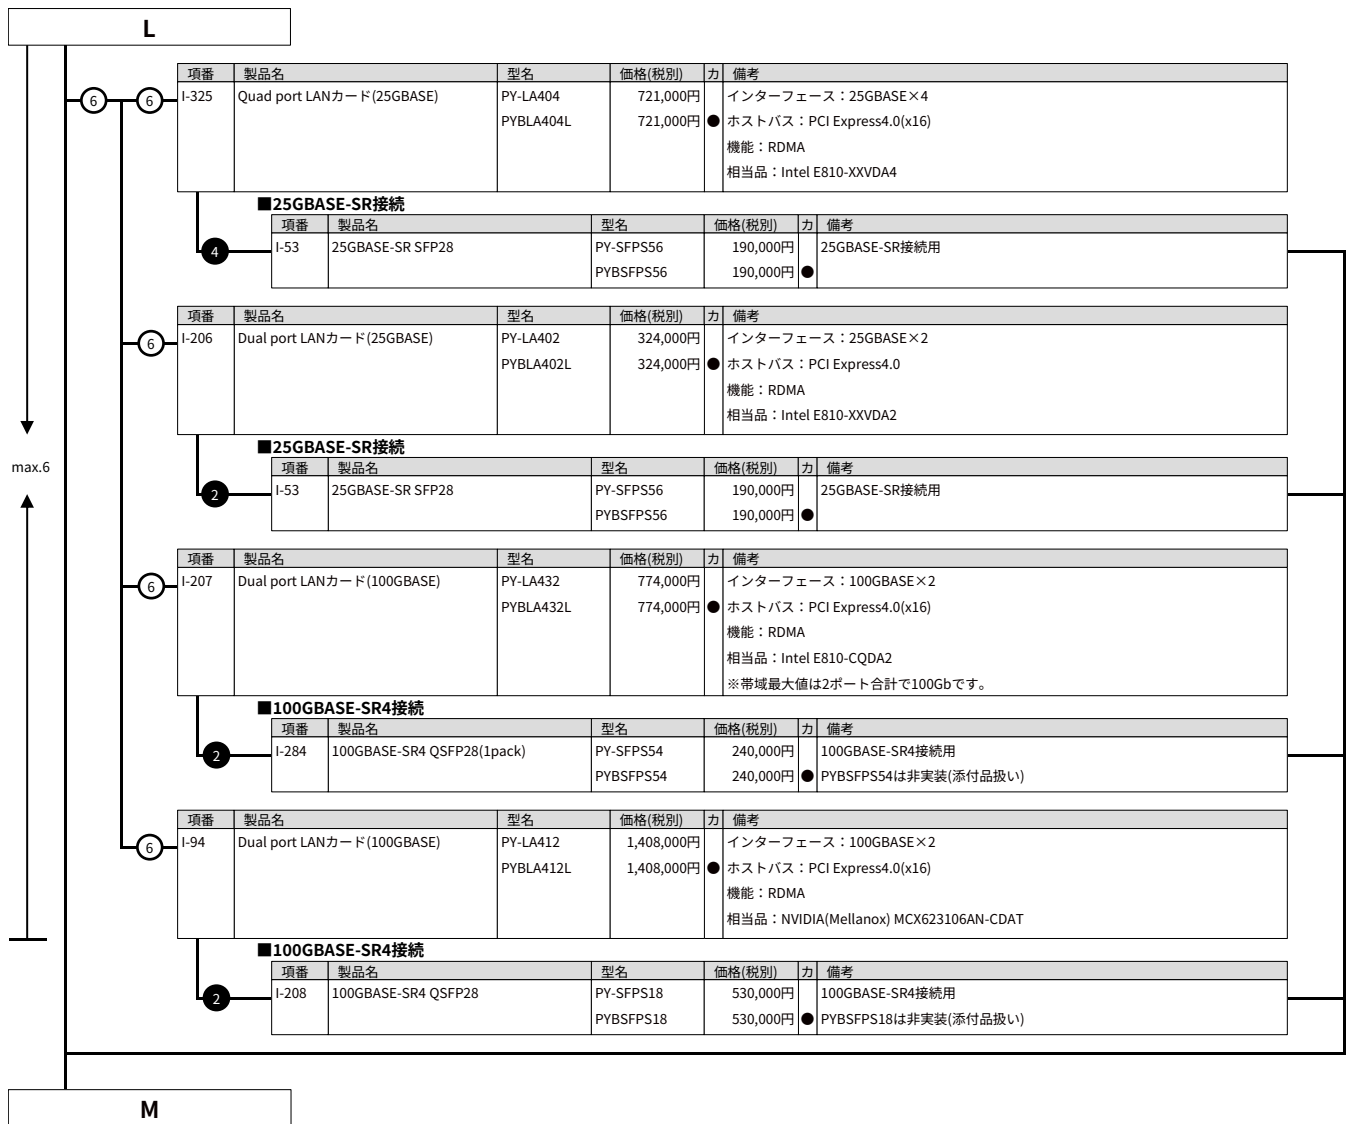 L
項番 製品名 型名 価格(税別) カ 備考
6 6 I-325 Quad port LANカード(25GBASE) PY-LA404 721,000円 インターフェース：25GBASE×4
PYBLA404L 721,000円 ● ホストバス：PCI Express4.0(x16)
機能：RDMA
相当品：Intel E810-XXVDA4
■25GBASE-SR接続
項番 製品名 型名 価格(税別) カ 備考
4 I-53 25GBASE-SR SFP28 PY-SFPS56 190,000円 25GBASE-SR接続用
PYBSFPS56 190,000円 ●
項番 製品名 型名 価格(税別) カ 備考
6 I-206 Dual port LANカード(25GBASE) PY-LA402 324,000円 インターフェース：25GBASE×2
PYBLA402L 324,000円 ● ホストバス：PCI Express4.0
機能：RDMA
相当品：Intel E810-XXVDA2
■25GBASE-SR接続
max.6
項番 製品名 型名 価格(税別) カ 備考
2 I-53 25GBASE-SR SFP28 PY-SFPS56 190,000円 25GBASE-SR接続用
PYBSFPS56 190,000円 ●
項番 製品名 型名 価格(税別) カ 備考
6 I-207 Dual port LANカード(100GBASE) PY-LA432 774,000円 インターフェース：100GBASE×2
PYBLA432L 774,000円 ● ホストバス：PCI Express4.0(x16)
機能：RDMA
相当品：Intel E810-CQDA2
※帯域最大値は2ポート合計で100Gbです。
■100GBASE-SR4接続
項番 製品名 型名 価格(税別) カ 備考
2 I-284 100GBASE-SR4 QSFP28(1pack) PY-SFPS54 240,000円 100GBASE-SR4接続用
PYBSFPS54 240,000円 ● PYBSFPS54は非実装(添付品扱い)
項番 製品名 型名 価格(税別) カ 備考
6 I-94 Dual port LANカード(100GBASE) PY-LA412 1,408,000円 インターフェース：100GBASE×2
PYBLA412L 1,408,000円 ● ホストバス：PCI Express4.0(x16)
機能：RDMA
相当品：NVIDIA(Mellanox) MCX623106AN-CDAT
■100GBASE-SR4接続
項番 製品名 型名 価格(税別) カ 備考
2 I-208 100GBASE-SR4 QSFP28 PY-SFPS18 530,000円 100GBASE-SR4接続用
PYBSFPS18 530,000円 ● PYBSFPS18は非実装(添付品扱い)
M